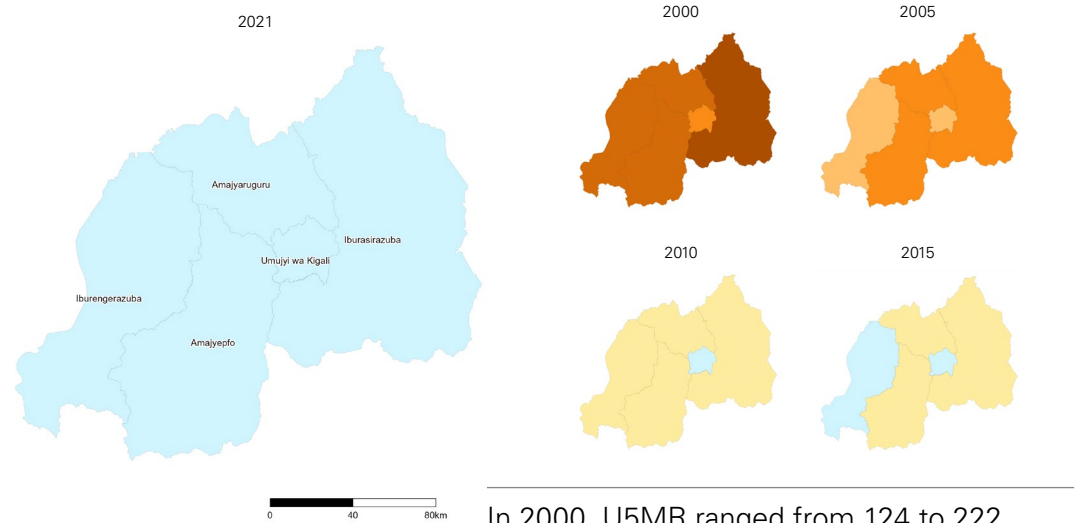 2021
Amajyaruguru
Iburasirazuba
Umujyi wa Kigali
Iburengerazuba
Amajyepfo
0 40 80km
2000
2005
2010
2015
In 2000, U5MR ranged from 124 to 222